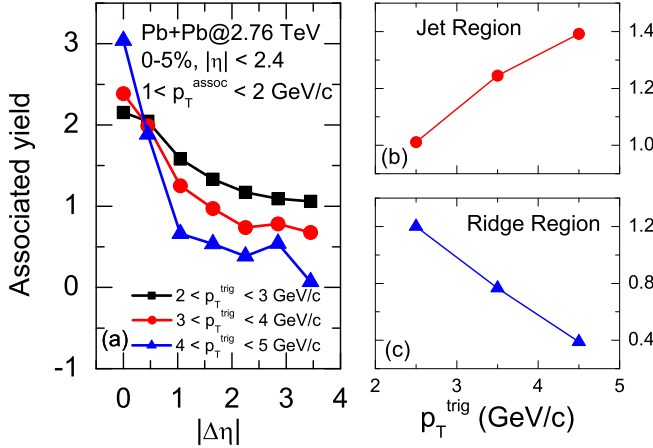 Pb+Pb@2.76 TeV
0-5%, |η| < 2.4
1< p_T^assoc < 2 GeV/c
Associated yield
3
2
1
0
-1
2 < p_T^trig < 3 GeV/c
3 < p_T^trig < 4 GeV/c
4 < p_T^trig < 5 GeV/c
(a)
0 1 2 3 4
|Δη|
Jet Region
(b)
1.4
1.2
1.0
Ridge Region
(c)
1.2
0.8
0.4
2 3 4 5
p_T^trig (GeV/c)